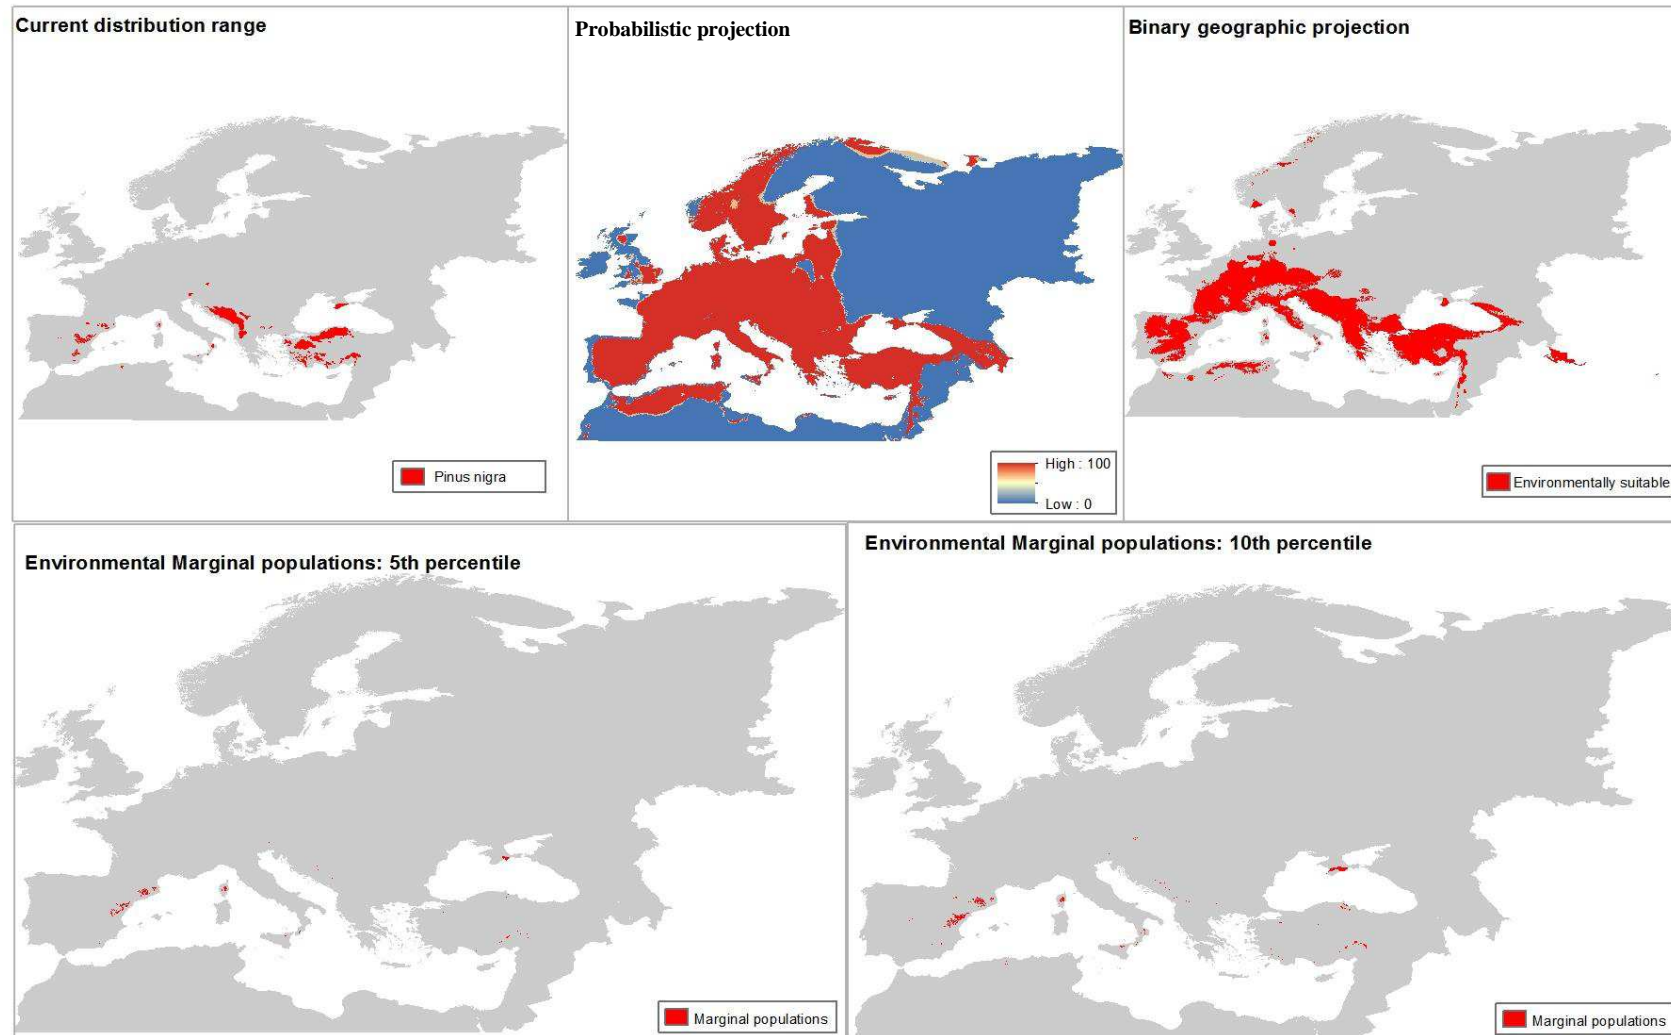 Current distribution range
Probabilistic projection
Binary geographic projection
Pinus nigra
High : 100
Low : 0
Environmentally suitable
Environmental Marginal populations: 5th percentile
Environmental Marginal populations: 10th percentile
Marginal populations
Marginal populations